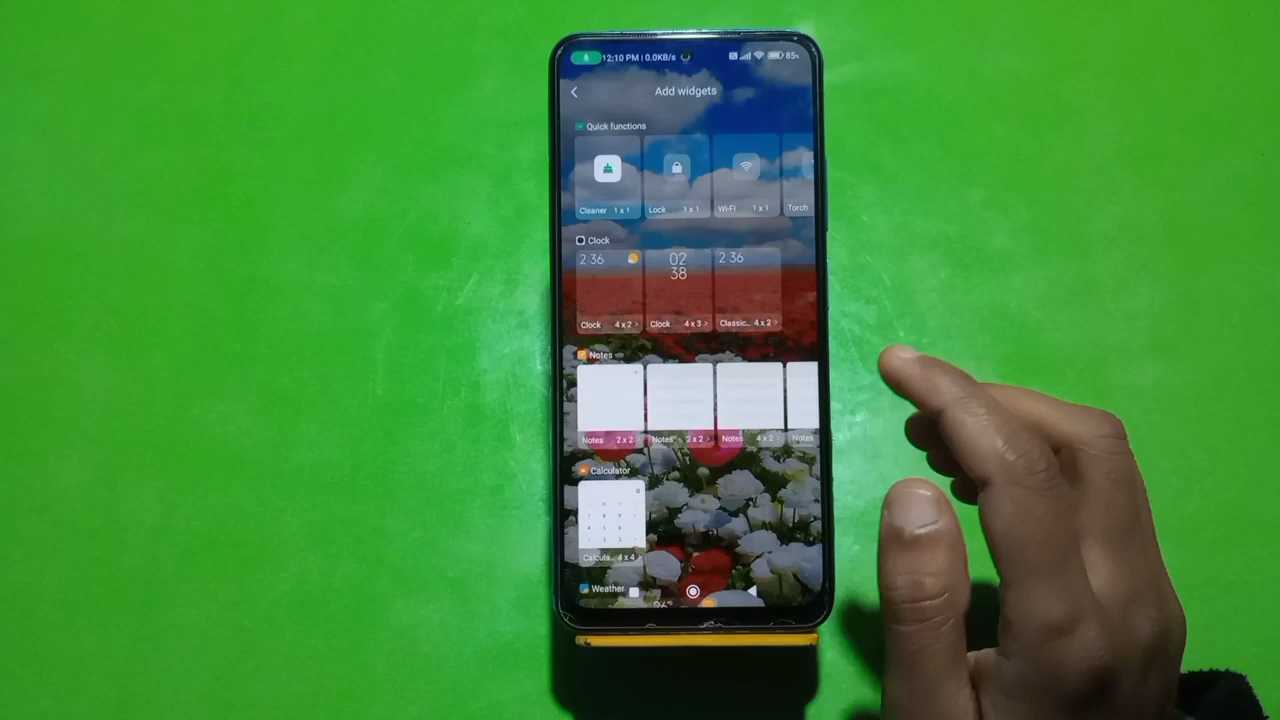 12:10 PM | 0.0KB/s 85%
Add widgets
Quick functions
Cleaner 1 x 1 Lock 1 x 1 Wi-Fi 1 x 1 Torch
Clock
2 36 02 2 36
38
Clock 4 x 2 Clock 4 x 3 Classic.. 4 x 2
Notes
Notes 2 x 2 Notes 2 x 2 Notes 4 x 2 Notes
Calculator
0
Calcula.. 4 x 4
Weather